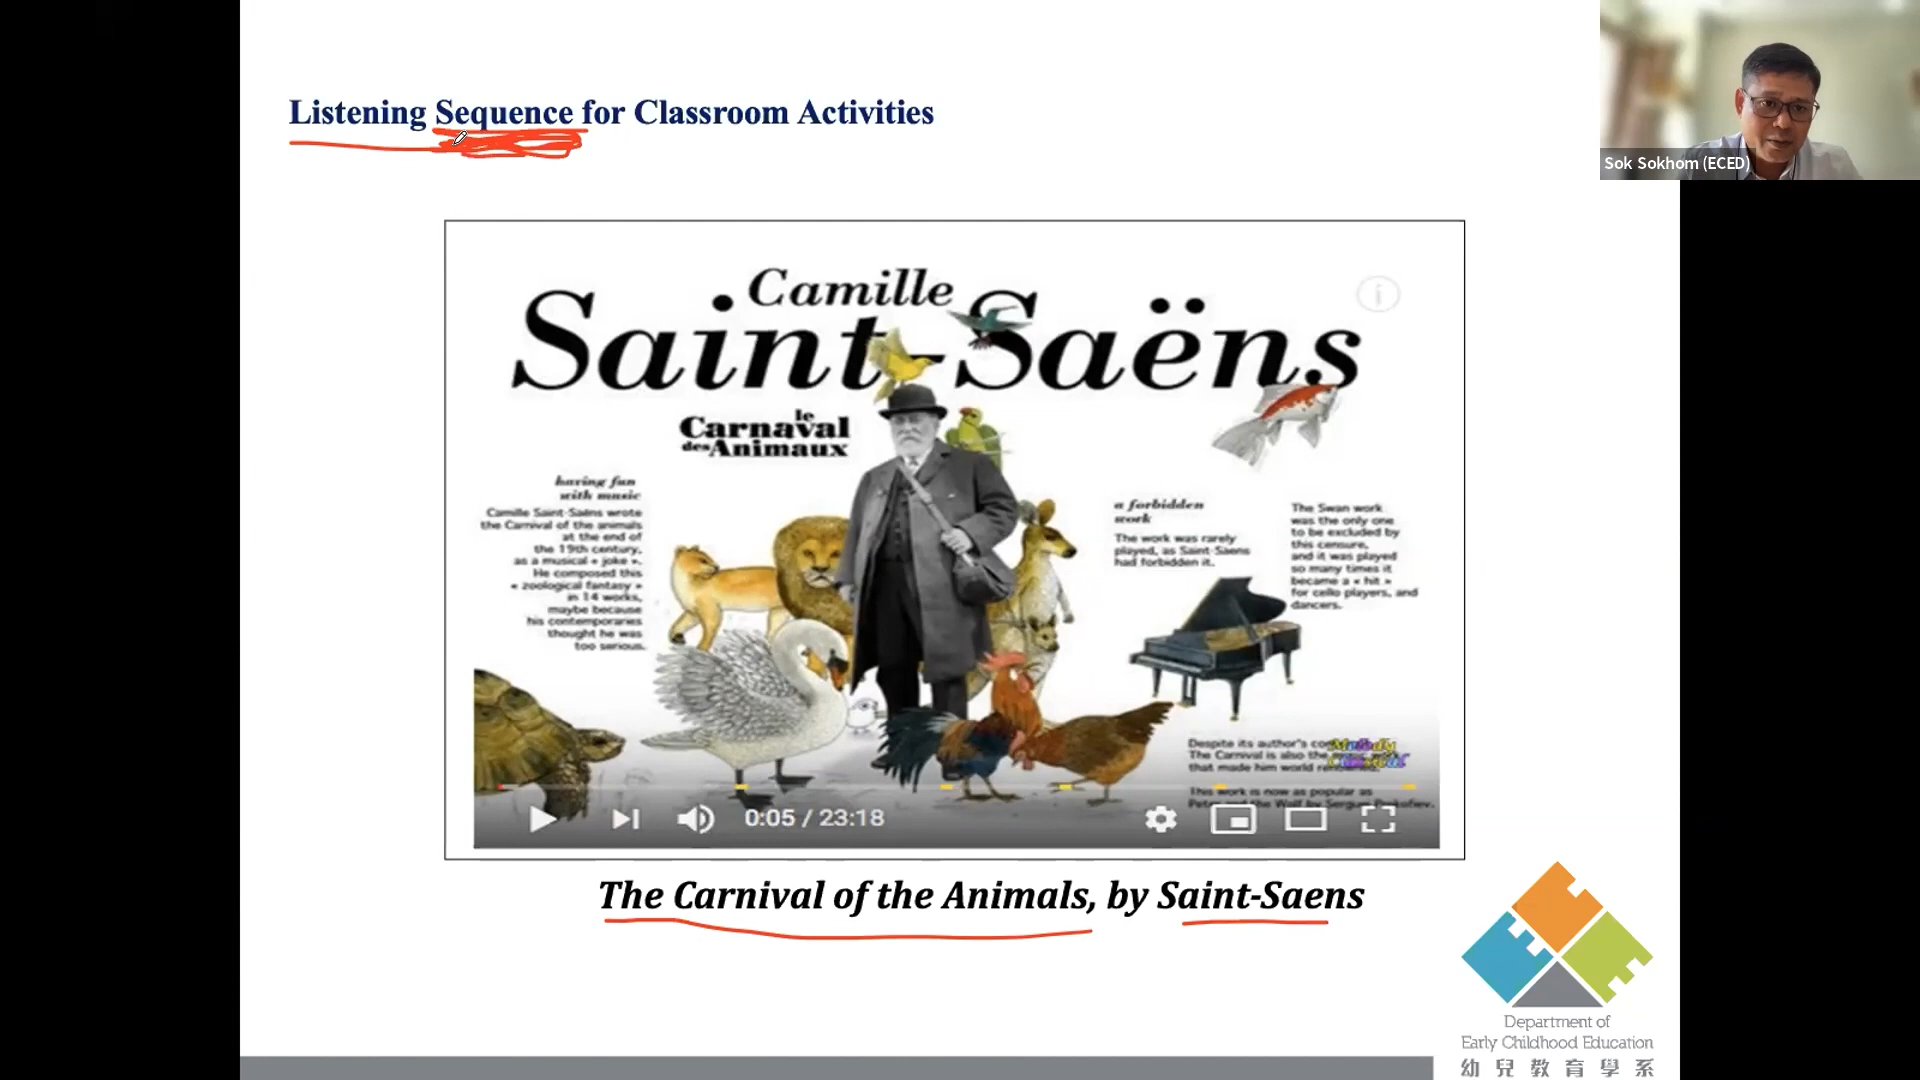 Listening Sequence for Classroom Activities
Sok Sokhom (ECED)
Camille
Saint-Saëns
le
Carnaval
des Animaux
having fun
with music
Camille Saint-Saëns wrote
the Carnival of the animals
at the end of
the 19th century,
as a musical « joke ».
He composed this
« zoological fantasy »
in 14 works,
maybe because
his contemporaries
thought he was
too serious.
a forbidden
work
The work was rarely
played, as Saint-Saens
had forbidden it.
The Swan work
was the only one
to be excluded by
this censure,
and it was played
so many times it
became a « hit »
for cello players, and
dancers.
Despite its author's
The Carnival is also the
that made him world
Melody
Classical
This work is now as popular as
the Wolf by Sergueï Prokofiev.
0:05 / 23:18
The Carnival of the Animals, by Saint-Saens
Department of
Early Childhood Education
幼兒教育學系